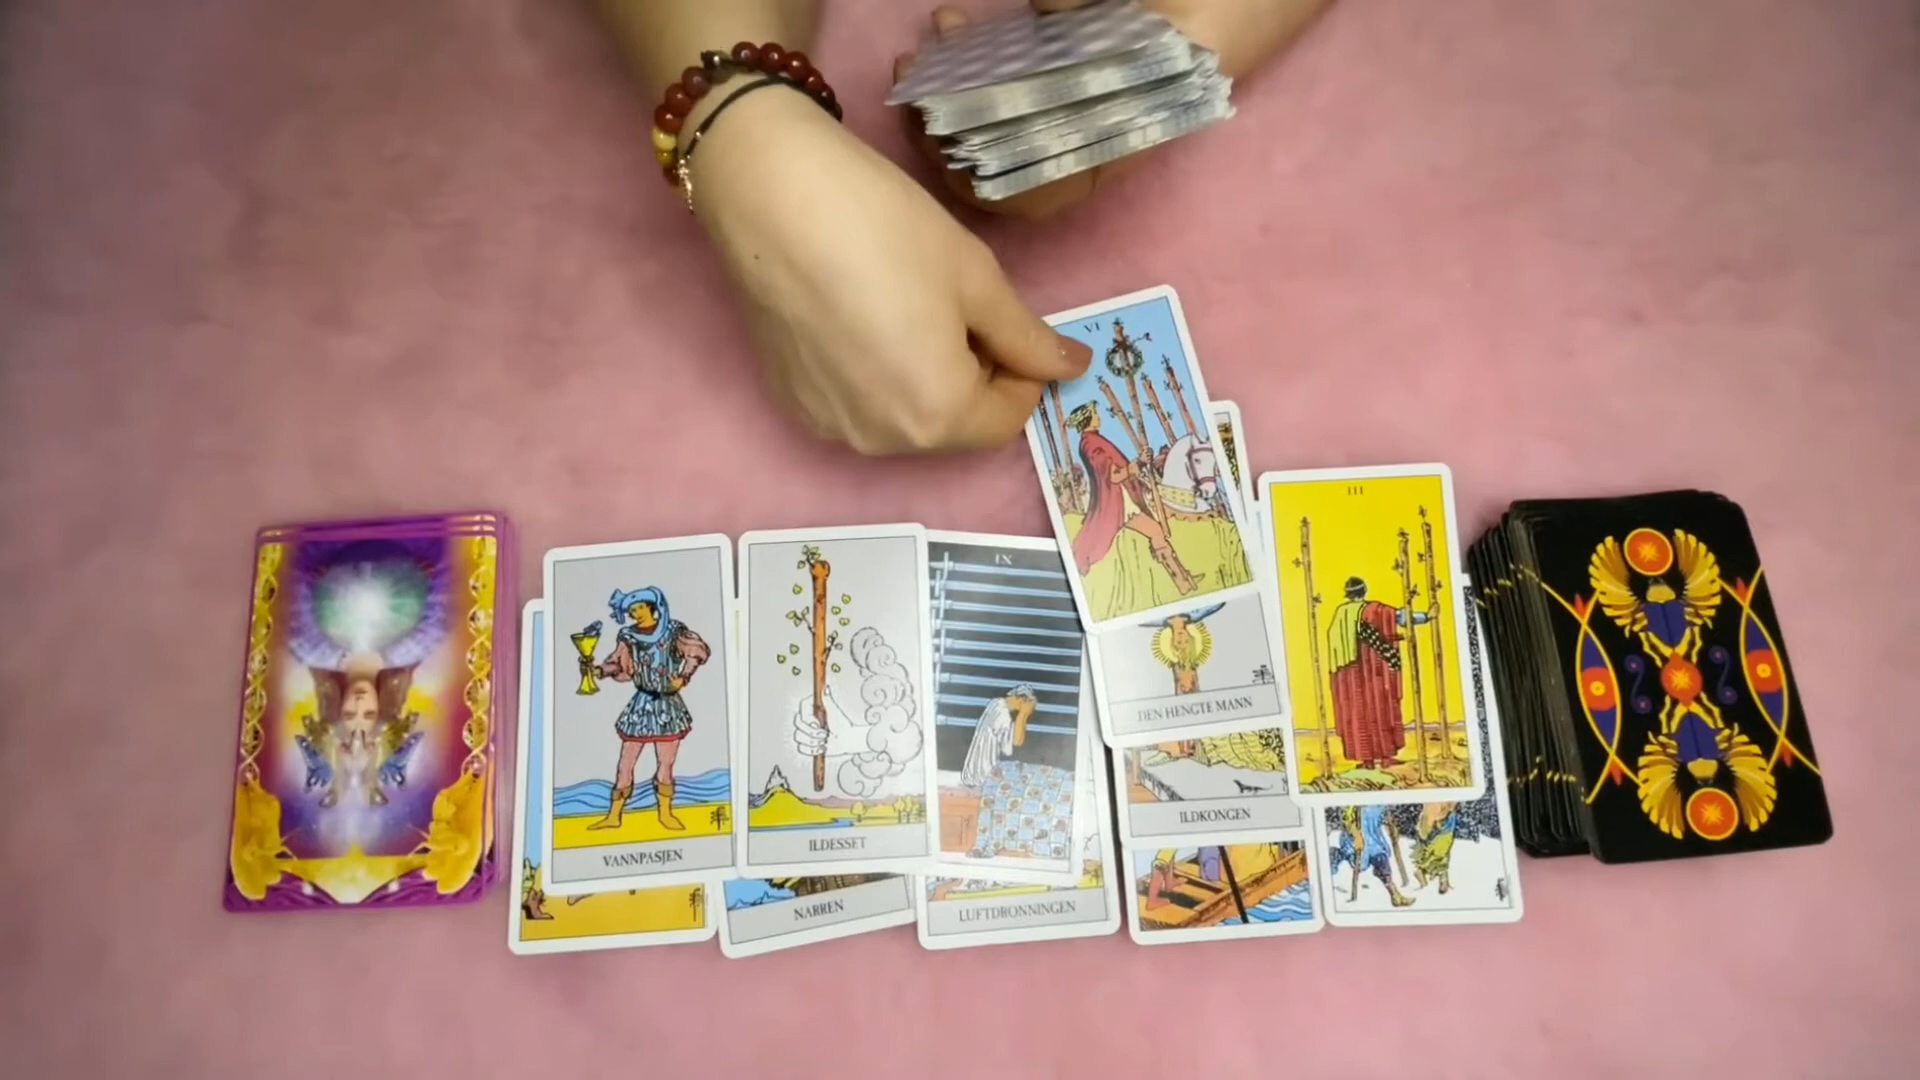 VI
III
IX
DEN HENGTE MANN
ILDKONGEN
VANNPASJEN
ILDESSET
NARREN
LUFTDRONNINGEN